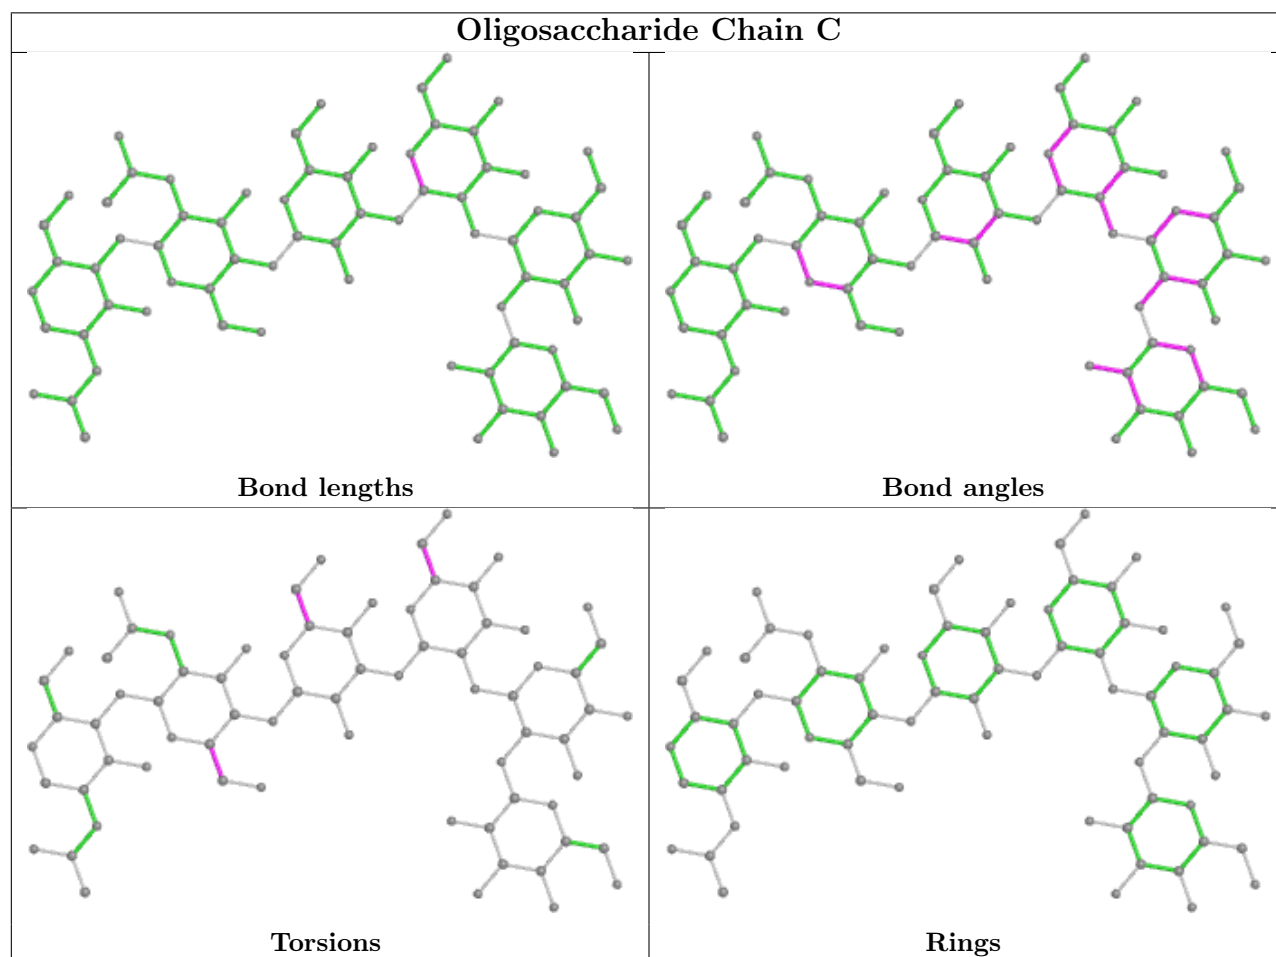 Oligosaccharide Chain C
Bond lengths
Bond angles
Torsions
Rings